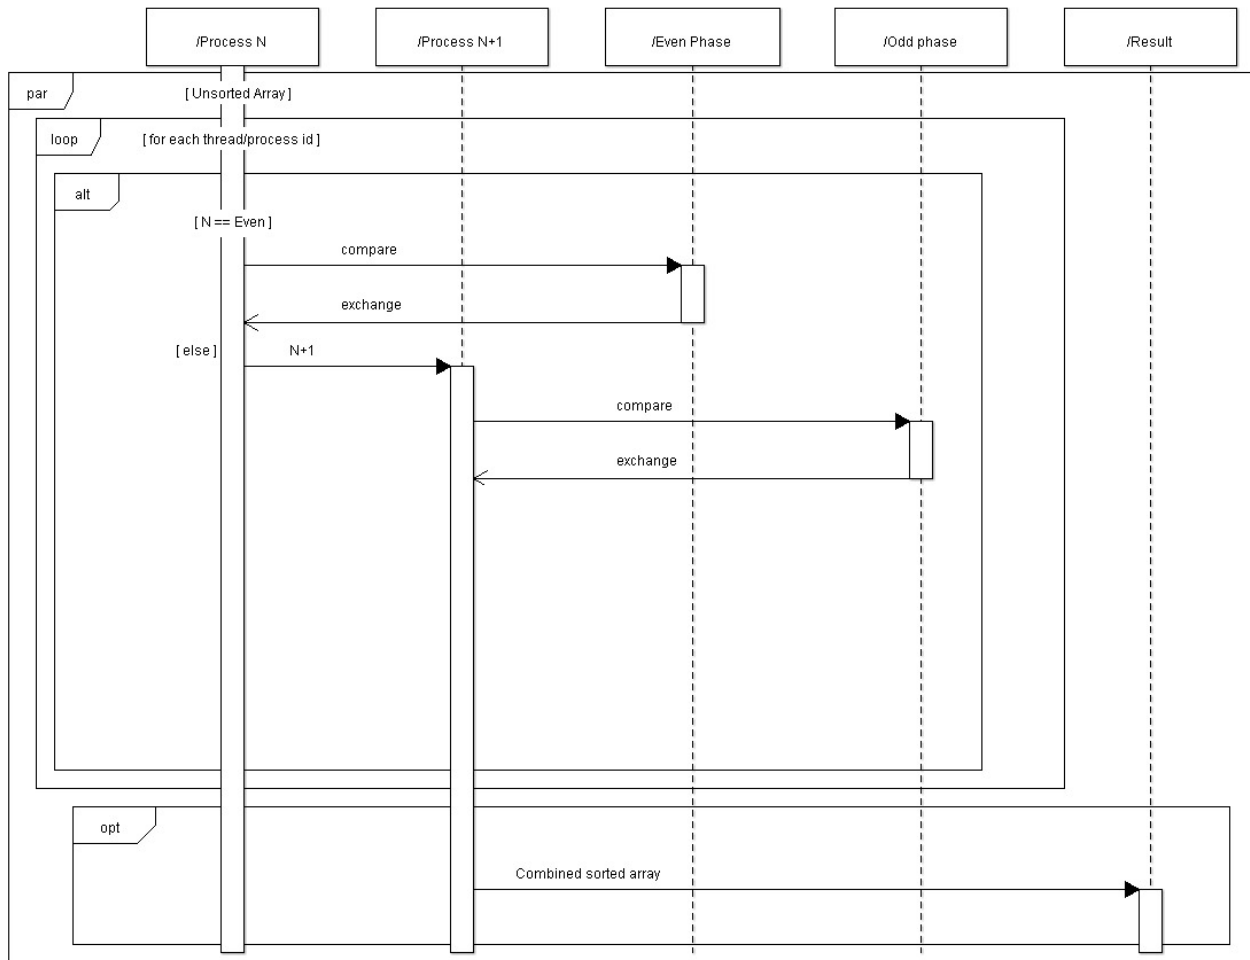 /Process N
/Process N+1
/Even Phase
/Odd phase
/Result
par
[ Unsorted Array ]
loop
[ for each thread/process id ]
alt
[ N == Even ]
compare
exchange
[ else ]
N+1
compare
exchange
opt
Combined sorted array